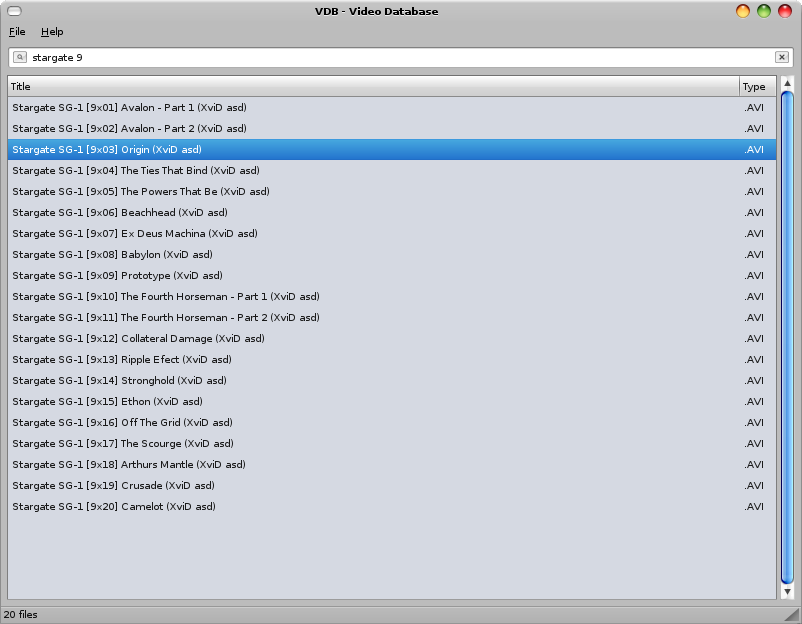 VDB - Video Database
File Help
stargate 9
Title Type
Stargate SG-1 [9x01] Avalon - Part 1 (XviD asd) .AVI
Stargate SG-1 [9x02] Avalon - Part 2 (XviD asd) .AVI
Stargate SG-1 [9x03] Origin (XviD asd) .AVI
Stargate SG-1 [9x04] The Ties That Bind (XviD asd) .AVI
Stargate SG-1 [9x05] The Powers That Be (XviD asd) .AVI
Stargate SG-1 [9x06] Beachhead (XviD asd) .AVI
Stargate SG-1 [9x07] Ex Deus Machina (XviD asd) .AVI
Stargate SG-1 [9x08] Babylon (XviD asd) .AVI
Stargate SG-1 [9x09] Prototype (XviD asd) .AVI
Stargate SG-1 [9x10] The Fourth Horseman - Part 1 (XviD asd) .AVI
Stargate SG-1 [9x11] The Fourth Horseman - Part 2 (XviD asd) .AVI
Stargate SG-1 [9x12] Collateral Damage (XviD asd) .AVI
Stargate SG-1 [9x13] Ripple Efect (XviD asd) .AVI
Stargate SG-1 [9x14] Stronghold (XviD asd) .AVI
Stargate SG-1 [9x15] Ethon (XviD asd) .AVI
Stargate SG-1 [9x16] Off The Grid (XviD asd) .AVI
Stargate SG-1 [9x17] The Scourge (XviD asd) .AVI
Stargate SG-1 [9x18] Arthurs Mantle (XviD asd) .AVI
Stargate SG-1 [9x19] Crusade (XviD asd) .AVI
Stargate SG-1 [9x20] Camelot (XviD asd) .AVI
20 files